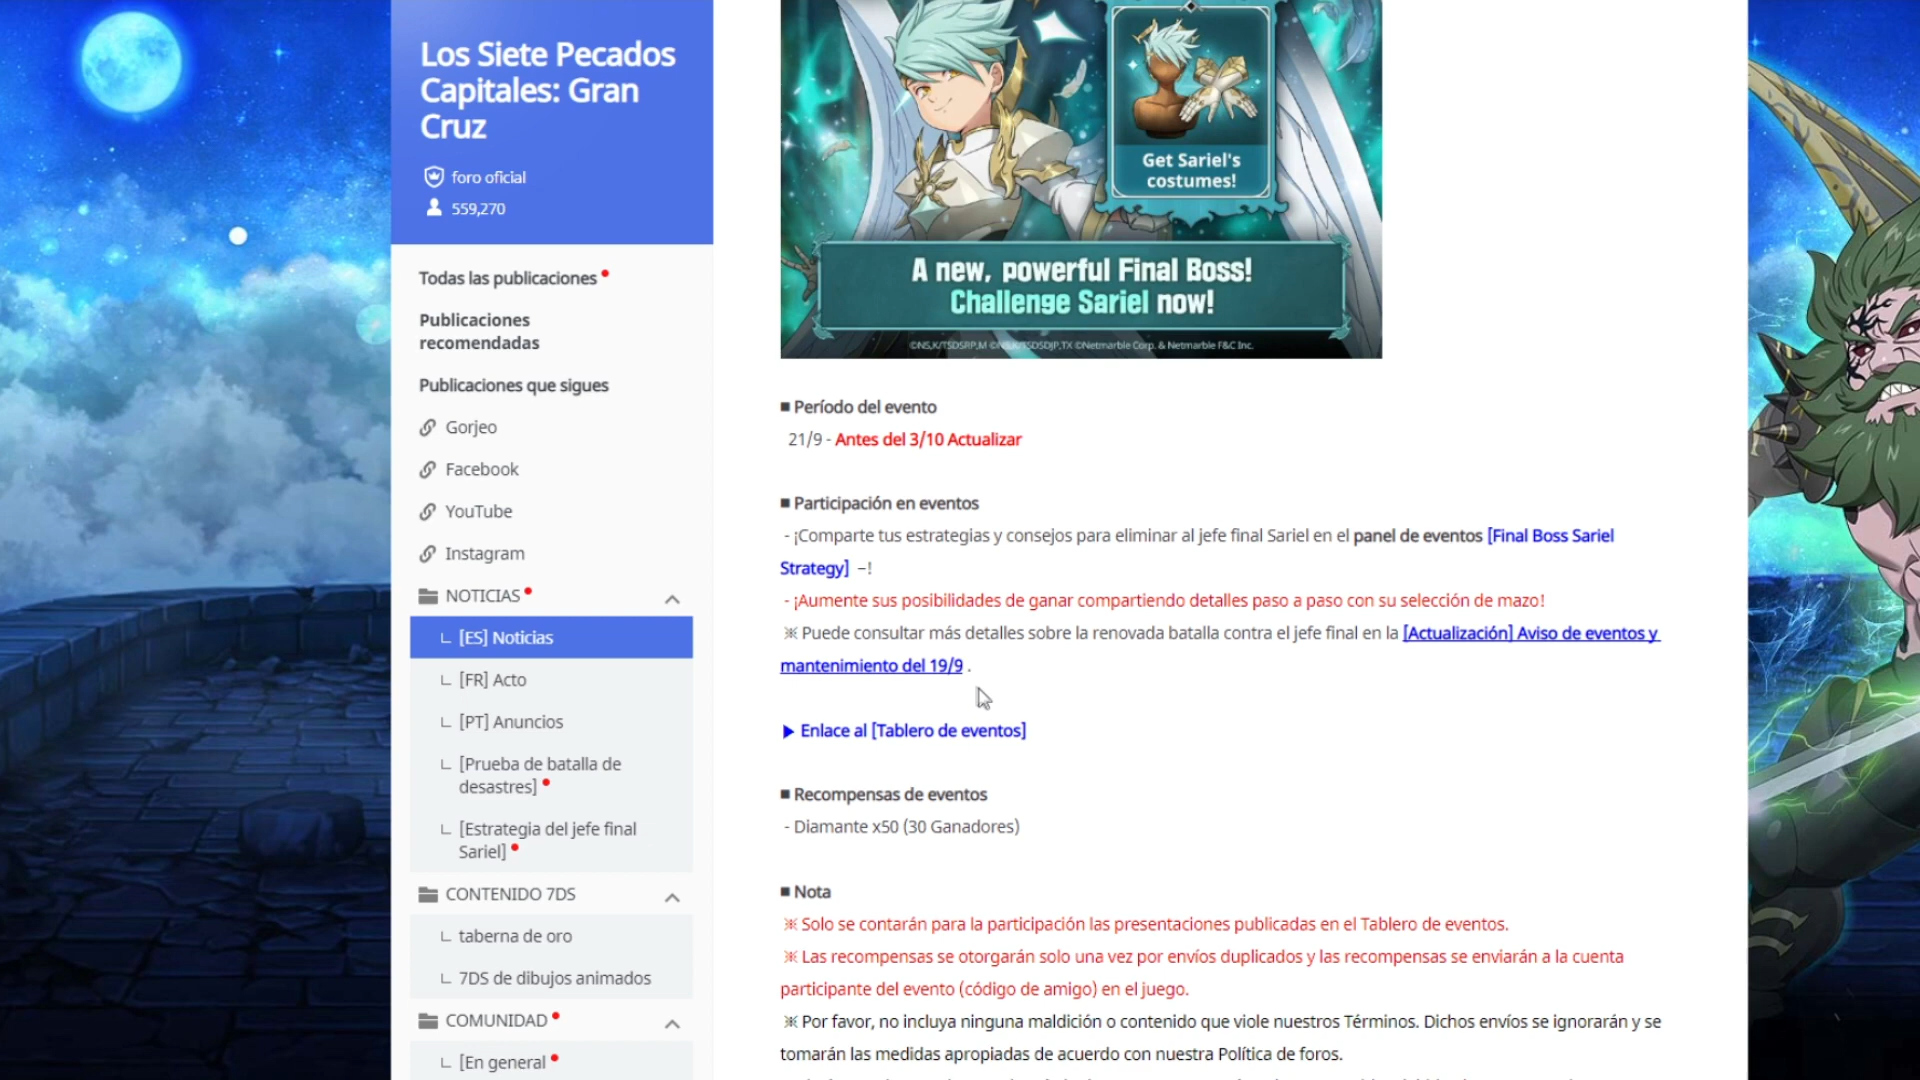 Los Siete Pecados
Capitales: Gran
Cruz
foro oficial
559,270
Todas las publicaciones
Publicaciones
recomendadas
Publicaciones que sigues
Gorjeo
Facebook
YouTube
Instagram
NOTICIAS
[ES] Noticias
[FR] Acto
[PT] Anuncios
[Prueba de batalla de
desastres]
[Estrategia del jefe final
Sariel]
CONTENIDO 7DS
taberna de oro
7DS de dibujos animados
COMUNIDAD
[En general
Get Sariel's
costumes!
A new, powerful Final Boss!
Challenge Sariel now!
©Netmarble Corp. & Netmarble F&C Inc.
■ Período del evento
21/9 - Antes del 3/10 Actualizar
■ Participación en eventos
- ¡Comparte tus estrategias y consejos para eliminar al jefe final Sariel en el panel de eventos [Final Boss Sariel
Strategy] –!
- ¡Aumente sus posibilidades de ganar compartiendo detalles paso a paso con su selección de mazo!
※ Puede consultar más detalles sobre la renovada batalla contra el jefe final en la [Actualización] Aviso de eventos y
mantenimiento del 19/9 .
▶ Enlace al [Tablero de eventos]
■ Recompensas de eventos
- Diamante x50 (30 Ganadores)
■ Nota
※ Solo se contarán para la participación las presentaciones publicadas en el Tablero de eventos.
※ Las recompensas se otorgarán solo una vez por envíos duplicados y las recompensas se enviarán a la cuenta
participante del evento (código de amigo) en el juego.
※ Por favor, no incluya ninguna maldición o contenido que viole nuestros Términos. Dichos envíos se ignorarán y se
tomarán las medidas apropiadas de acuerdo con nuestra Política de foros.